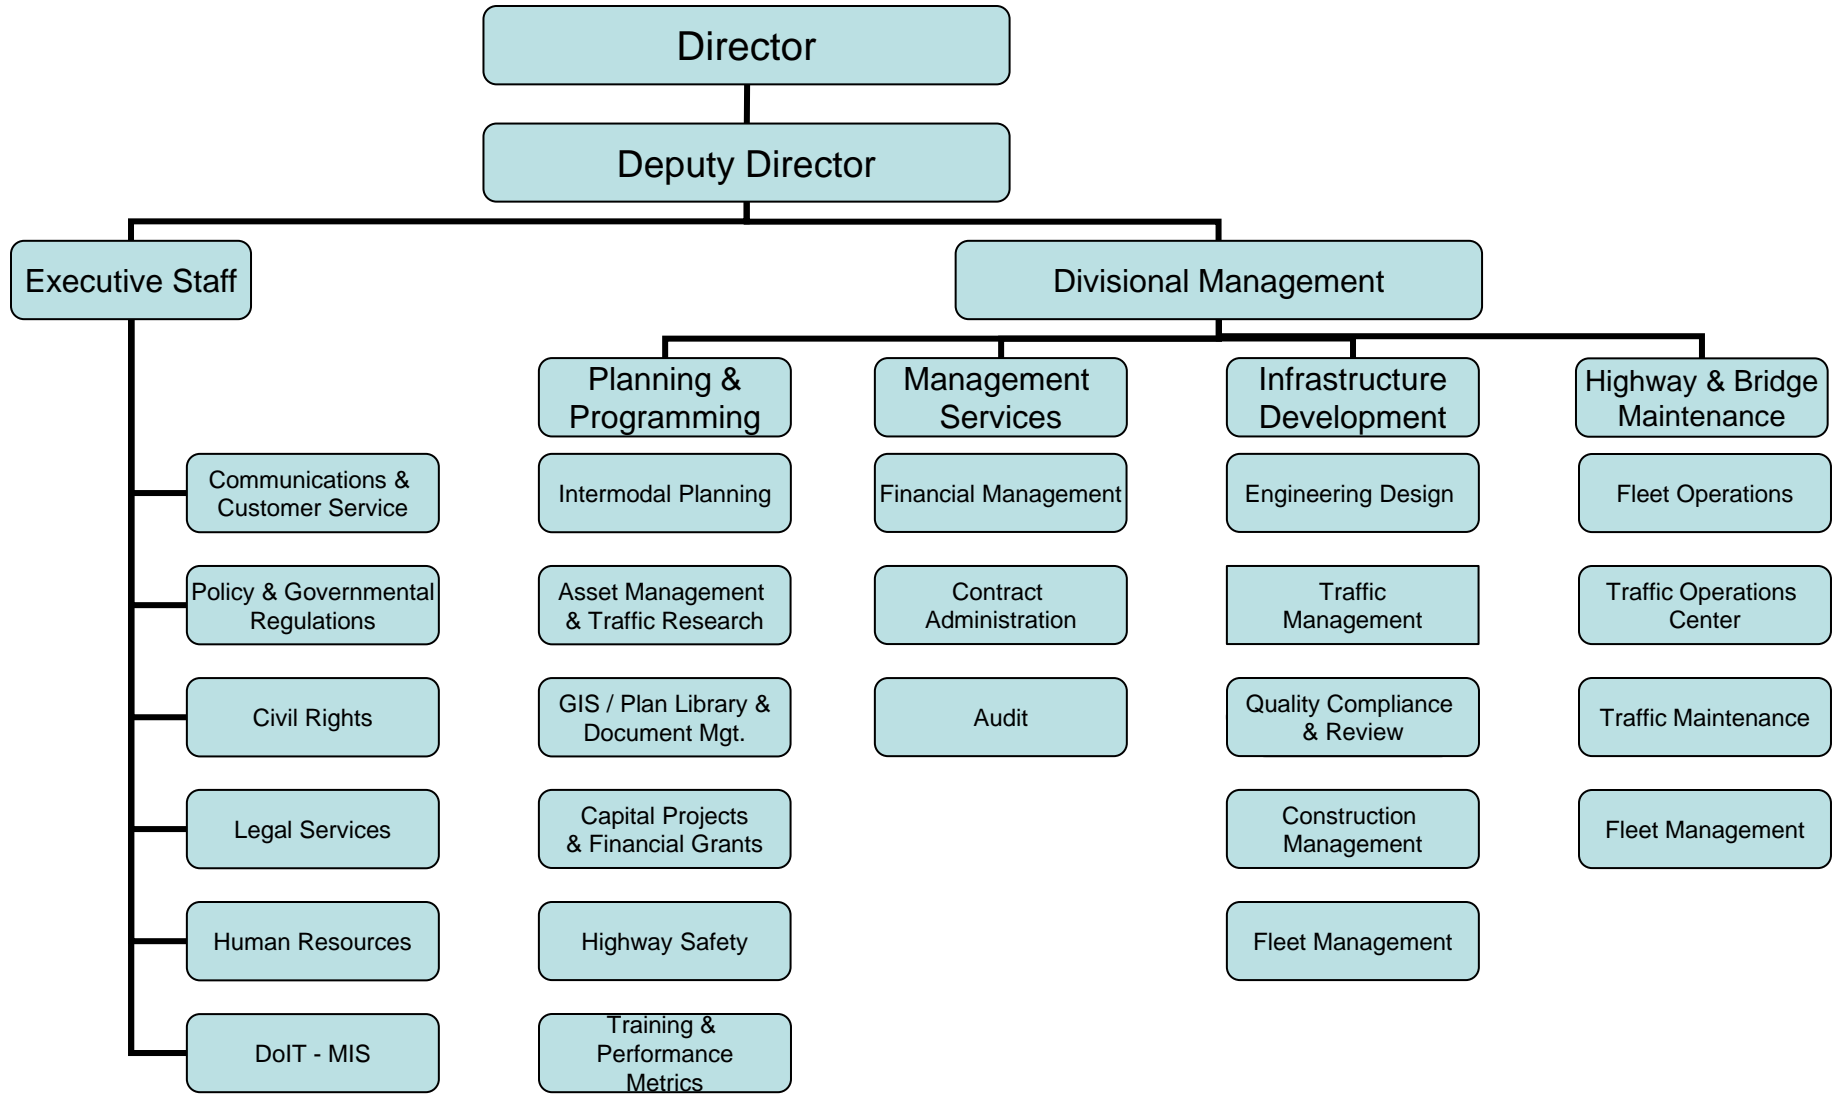 Director
Deputy Director
Executive Staff
Divisional Management
Planning &
Programming
Management
Services
Infrastructure
Development
Highway & Bridge
Maintenance
Communications &
Customer Service
Intermodal Planning
Financial Management
Engineering Design
Fleet Operations
Policy & Governmental
Regulations
Asset Management
& Traffic Research
Contract
Administration
Traffic
Management
Traffic Operations
Center
Civil Rights
GIS / Plan Library &
Document Mgt.
Audit
Quality Compliance
& Review
Traffic Maintenance
Legal Services
Capital Projects
& Financial Grants
Construction
Management
Fleet Management
Human Resources
Highway Safety
Fleet Management
DoIT - MIS
Training &
Performance
Metrics